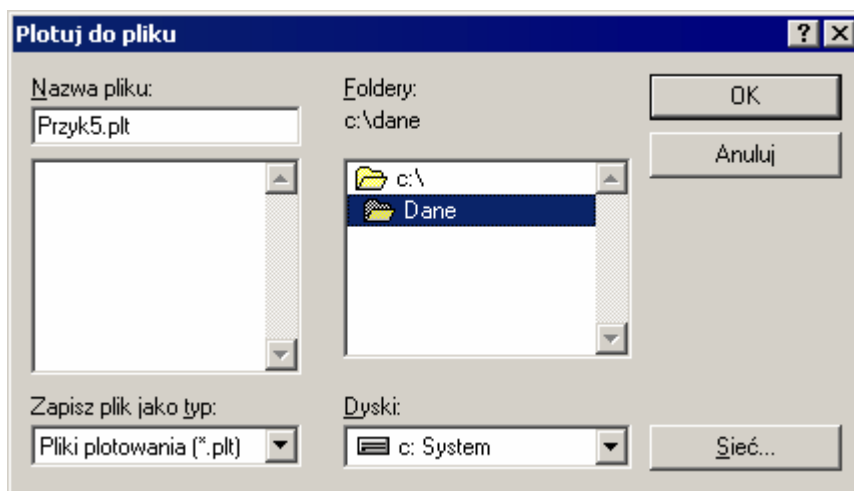 Plotuj do pliku
Nazwa pliku:
Przyk5.plt
Foldery:
c:\dane
c:\
Dane
OK
Anuluj
Zapisz plik jako typ:
Pliki plotowania (*.plt)
Dyski:
c: System
Sieć...